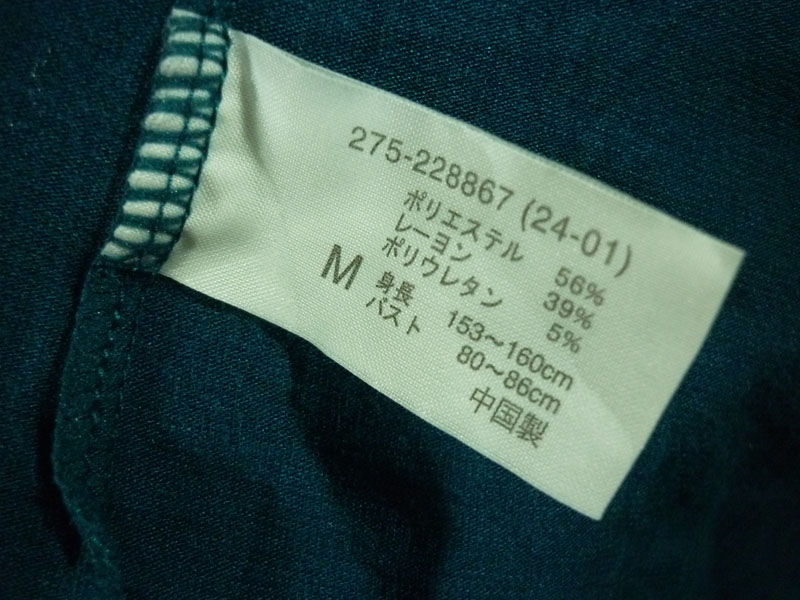 275-228867 (24-01)
ポリエステル 56%
レーヨン 39%
ポリウレタン 5%
M 身長 153～160cm
バスト 80～86cm
中国製